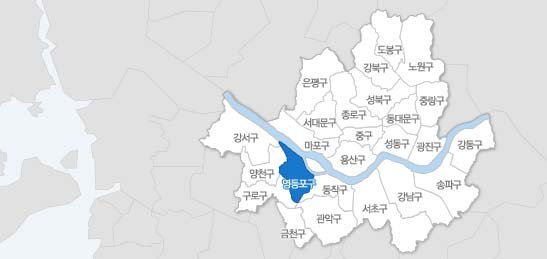 도봉구
강북구
노원구
은평구
성북구
중랑구
종로구
서대문구
동대문구
강서구
마포구
중구
성동구
광진구
강동구
용산구
양천구
영등포구
동작구
송파구
구로구
강남구
서초구
관악구
금천구